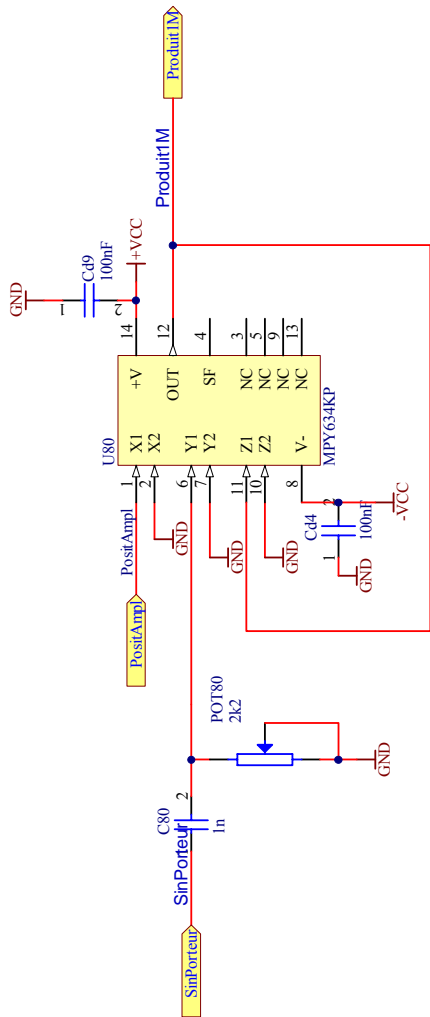 Produit1M
Produit1M
GND
1
2
Cd9
100nF
+VCC
14
12
4
3
5
9
13
+V
OUT
SF
NC
NC
NC
NC
U80
MPY634KP
X1
X2
Y1
Y2
Z1
Z2
V-
1
2
6
7
11
10
8
PositAmpl
PositAmpl
GND
GND
GND
2
Cd4
100nF
1
GND
-VCC
POT80
2k2
GND
2
C80
1n
SinPorteur
SinPorteur